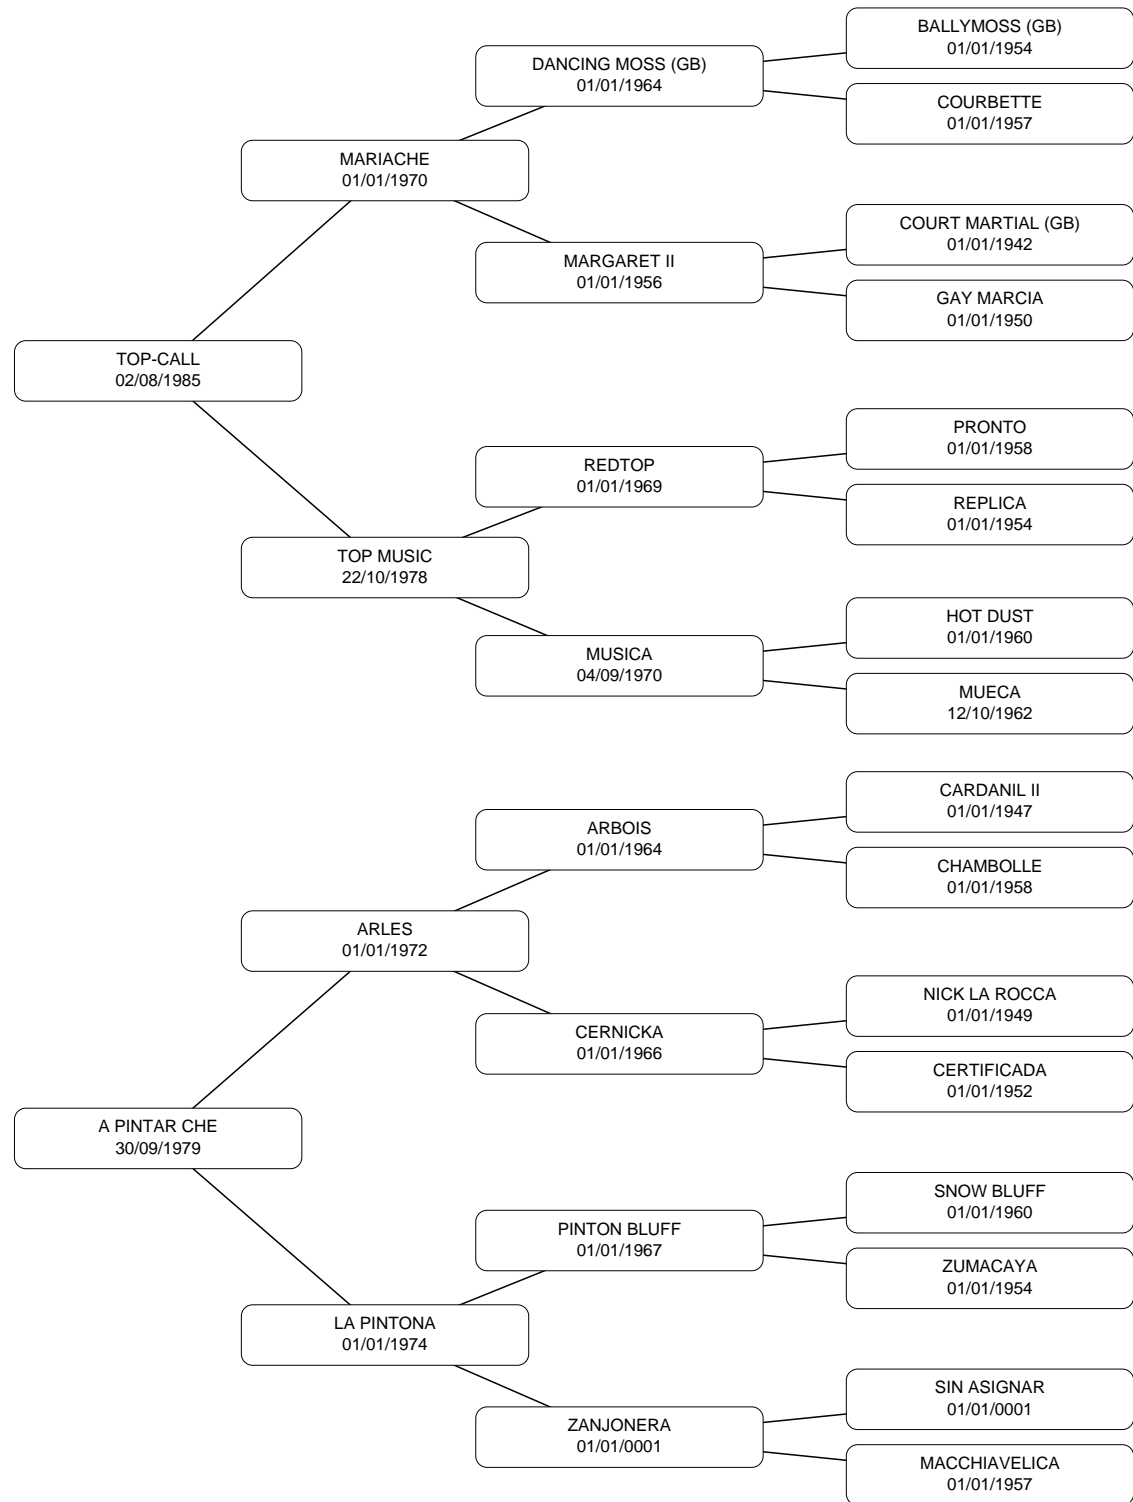 BALLYMOSS (GB)
01/01/1954
DANCING MOSS (GB)
01/01/1964
COURBETTE
01/01/1957
MARIACHE
01/01/1970
COURT MARTIAL (GB)
01/01/1942
MARGARET II
01/01/1956
GAY MARCIA
01/01/1950
TOP-CALL
02/08/1985
PRONTO
01/01/1958
REDTOP
01/01/1969
REPLICA
01/01/1954
TOP MUSIC
22/10/1978
HOT DUST
01/01/1960
MUSICA
04/09/1970
MUECA
12/10/1962
CARDANIL II
01/01/1947
ARBOIS
01/01/1964
CHAMBOLLE
01/01/1958
ARLES
01/01/1972
NICK LA ROCCA
01/01/1949
CERNICKA
01/01/1966
CERTIFICADA
01/01/1952
A PINTAR CHE
30/09/1979
SNOW BLUFF
01/01/1960
PINTON BLUFF
01/01/1967
ZUMACAYA
01/01/1954
LA PINTONA
01/01/1974
SIN ASIGNAR
01/01/0001
ZANJONERA
01/01/0001
MACCHIAVELICA
01/01/1957